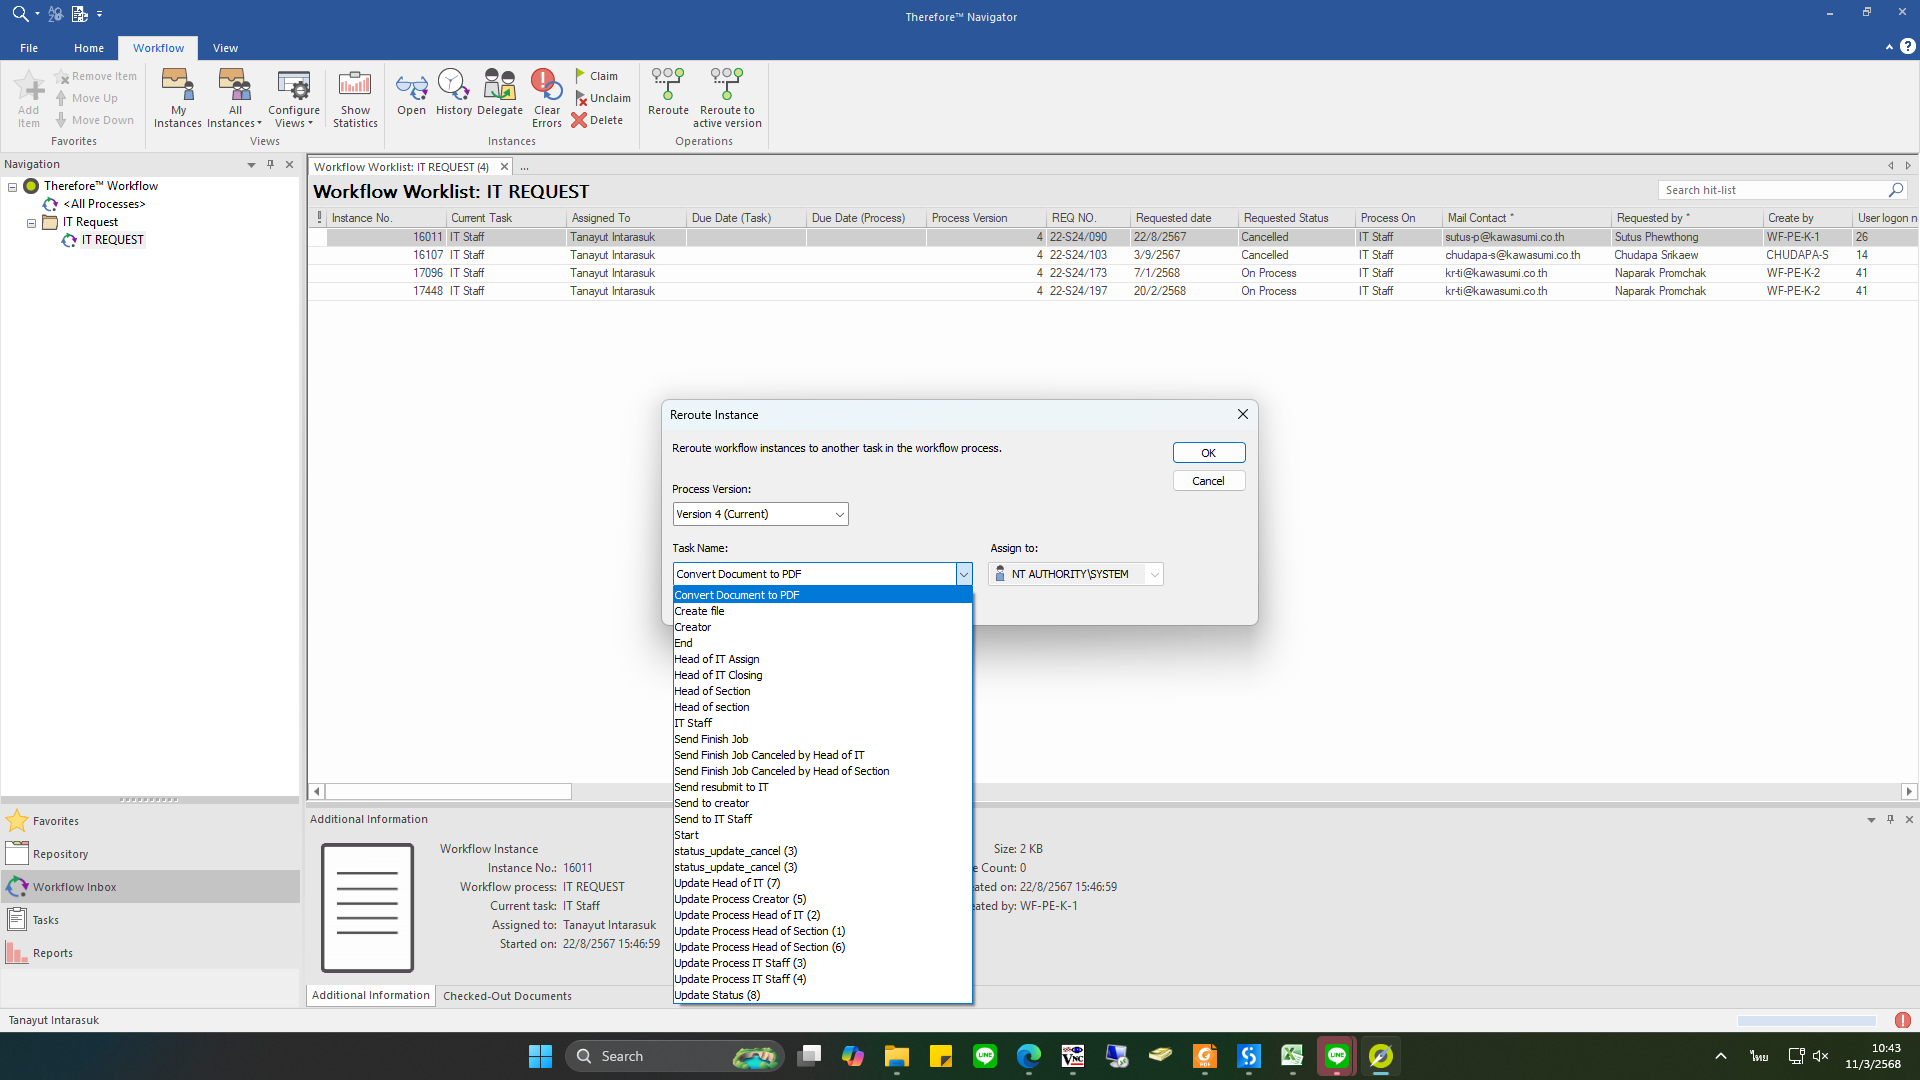 Therefore™ Navigator
File
Home
Workflow
View
Add
Item
Remove Item
Move Up
Move Down
Favorites
My
Instances
All
Instances
Configure
Views
Views
Show
Statistics
Open
History
Delegate
Clear
Errors
Claim
Unclaim
Delete
Instances
Reroute
Reroute to
active version
Operations
Navigation
Therefore™ Workflow
<All Processes>
IT Request
IT REQUEST
Workflow Worklist: IT REQUEST (4)
...
Workflow Worklist: IT REQUEST
Search hit-list
! Instance No. Current Task Assigned To Due Date (Task) Due Date (Process) Process Version REQ NO. Requested date Requested Status Process On Mail Contact * Requested by * Create by User logon n
16011 IT Staff Tanayut Intarasuk 4 22-S24/090 22/8/2567 Cancelled IT Staff sutus-p@kawasumi.co.th Sutus Phewthong WF-PE-K-1 26
16107 IT Staff Tanayut Intarasuk 4 22-S24/103 3/9/2567 Cancelled IT Staff chudapa-s@kawasumi.co.th Chudapa Srikaew CHUDAPA-S 14
17096 IT Staff Tanayut Intarasuk 4 22-S24/173 7/1/2568 On Process IT Staff kr-ti@kawasumi.co.th Naparak Promchak WF-PE-K-2 41
17448 IT Staff Tanayut Intarasuk 4 22-S24/197 20/2/2568 On Process IT Staff kr-ti@kawasumi.co.th Naparak Promchak WF-PE-K-2 41
Reroute Instance
Reroute workflow instances to another task in the workflow process.
OK
Cancel
Process Version:
Version 4 (Current)
Task Name:
Assign to:
Convert Document to PDF
NT AUTHORITY\SYSTEM
Convert Document to PDF
Create file
Creator
End
Head of IT Assign
Head of IT Closing
Head of Section
Head of section
IT Staff
Send Finish Job
Send Finish Job Canceled by Head of IT
Send Finish Job Canceled by Head of Section
Send resubmit to IT
Send to creator
Send to IT Staff
Start
status_update_cancel (3)
status_update_cancel (3)
Update Head of IT (7)
Update Process Creator (5)
Update Process Head of IT (2)
Update Process Head of Section (1)
Update Process Head of Section (6)
Update Process IT Staff (3)
Update Process IT Staff (4)
Update Status (8)
Favorites
Repository
Workflow Inbox
Tasks
Reports
Additional Information
Workflow Instance
Instance No.: 16011
Workflow process: IT REQUEST
Current task: IT Staff
Assigned to: Tanayut Intarasuk
Started on: 22/8/2567 15:46:59
Size: 2 KB
e Count: 0
ated on: 22/8/2567 15:46:59
ated by: WF-PE-K-1
Additional Information
Checked-Out Documents
Tanayut Intarasuk
Search
ไทย
10:43
11/3/2568